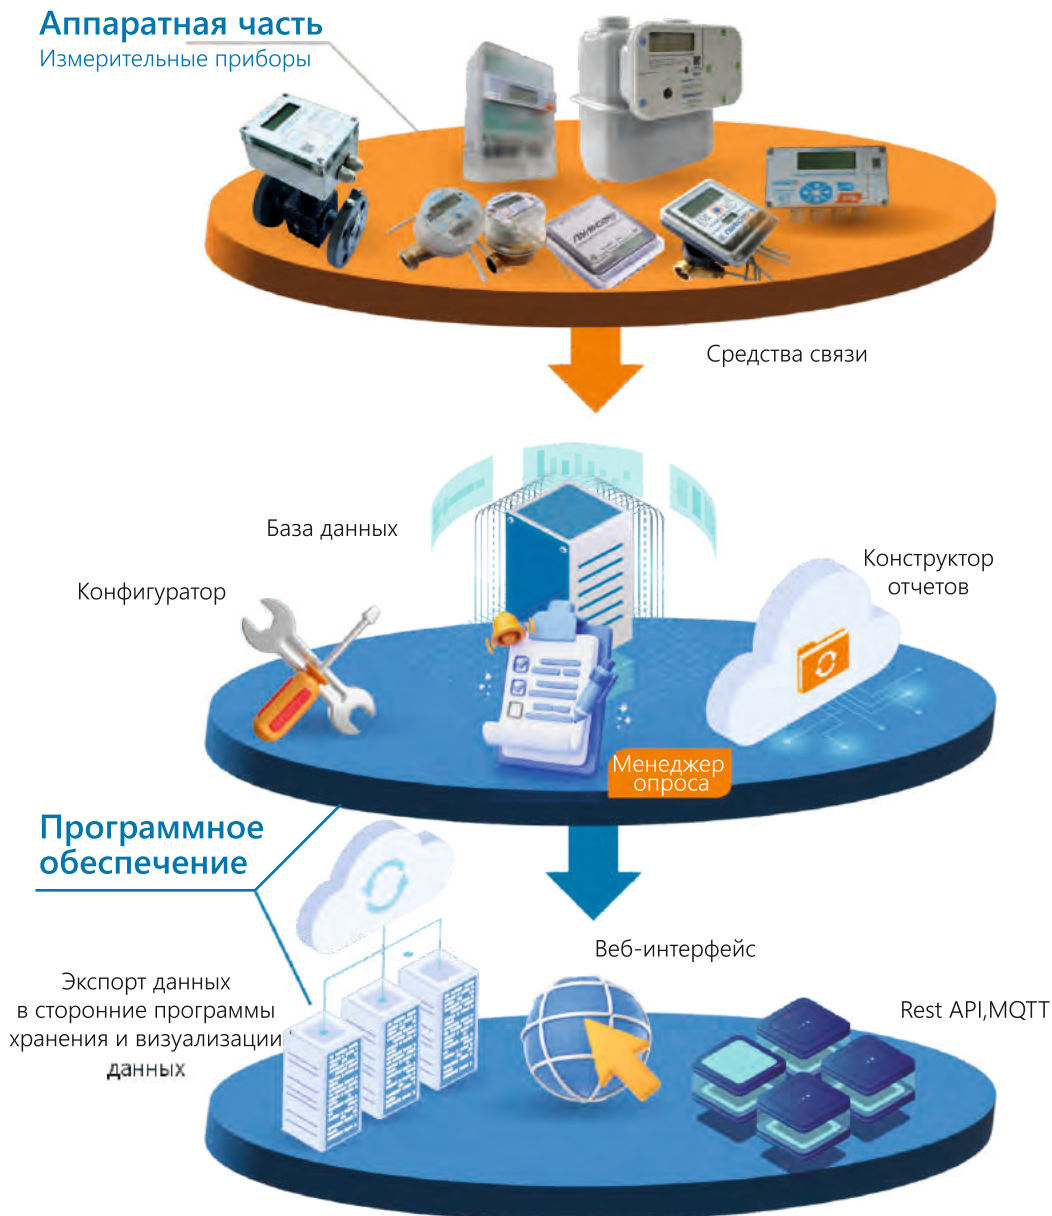 Аппаратная часть
Измерительные приборы
Средства связи
База данных
Конфигуратор
Конструктор
отчетов
Менеджер
опроса
Программное
обеспечение
Веб-интерфейс
Экспорт данных
в сторонние программы
хранения и визуализации
данных
Rest API,MQTT